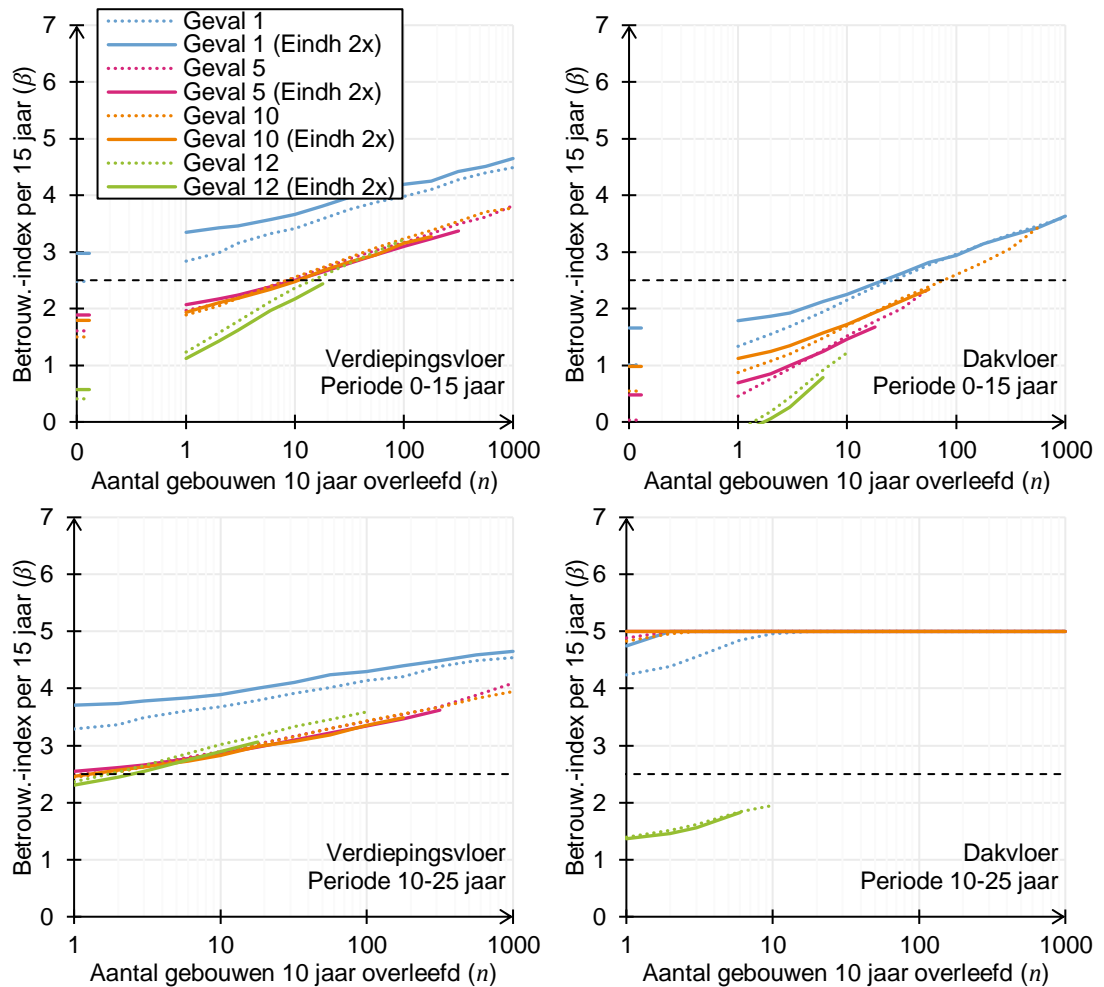 7
6
5
4
3
2
1
0
Betrouw.-index per 15 jaar (β)
Geval 1
Geval 1 (Eindh 2x)
Geval 5
Geval 5 (Eindh 2x)
Geval 10
Geval 10 (Eindh 2x)
Geval 12
Geval 12 (Eindh 2x)
Verdiepingsvloer
Periode 0-15 jaar
0 1 10 100 1000
Aantal gebouwen 10 jaar overleefd (n)
7
6
5
4
3
2
1
0
Betrouw.-index per 15 jaar (β)
Dakvloer
Periode 0-15 jaar
0 1 10 100 1000
Aantal gebouwen 10 jaar overleefd (n)
7
6
5
4
3
2
1
0
Betrouw.-index per 15 jaar (β)
Verdiepingsvloer
Periode 10-25 jaar
1 10 100 1000
Aantal gebouwen 10 jaar overleefd (n)
7
6
5
4
3
2
1
0
Betrouw.-index per 15 jaar (β)
Dakvloer
Periode 10-25 jaar
1 10 100 1000
Aantal gebouwen 10 jaar overleefd (n)